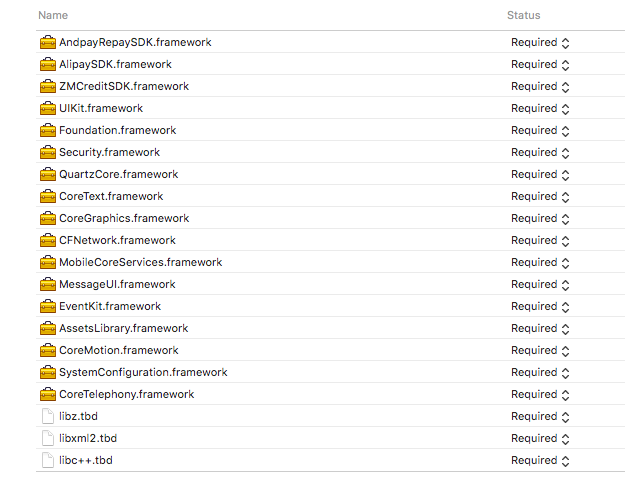 Name Status
AndpayRepaySDK.framework Required
AlipaySDK.framework Required
ZMCreditSDK.framework Required
UIKit.framework Required
Foundation.framework Required
Security.framework Required
QuartzCore.framework Required
CoreText.framework Required
CoreGraphics.framework Required
CFNetwork.framework Required
MobileCoreServices.framework Required
MessageUI.framework Required
EventKit.framework Required
AssetsLibrary.framework Required
CoreMotion.framework Required
SystemConfiguration.framework Required
CoreTelephony.framework Required
libz.tbd Required
libxml2.tbd Required
libc++.tbd Required